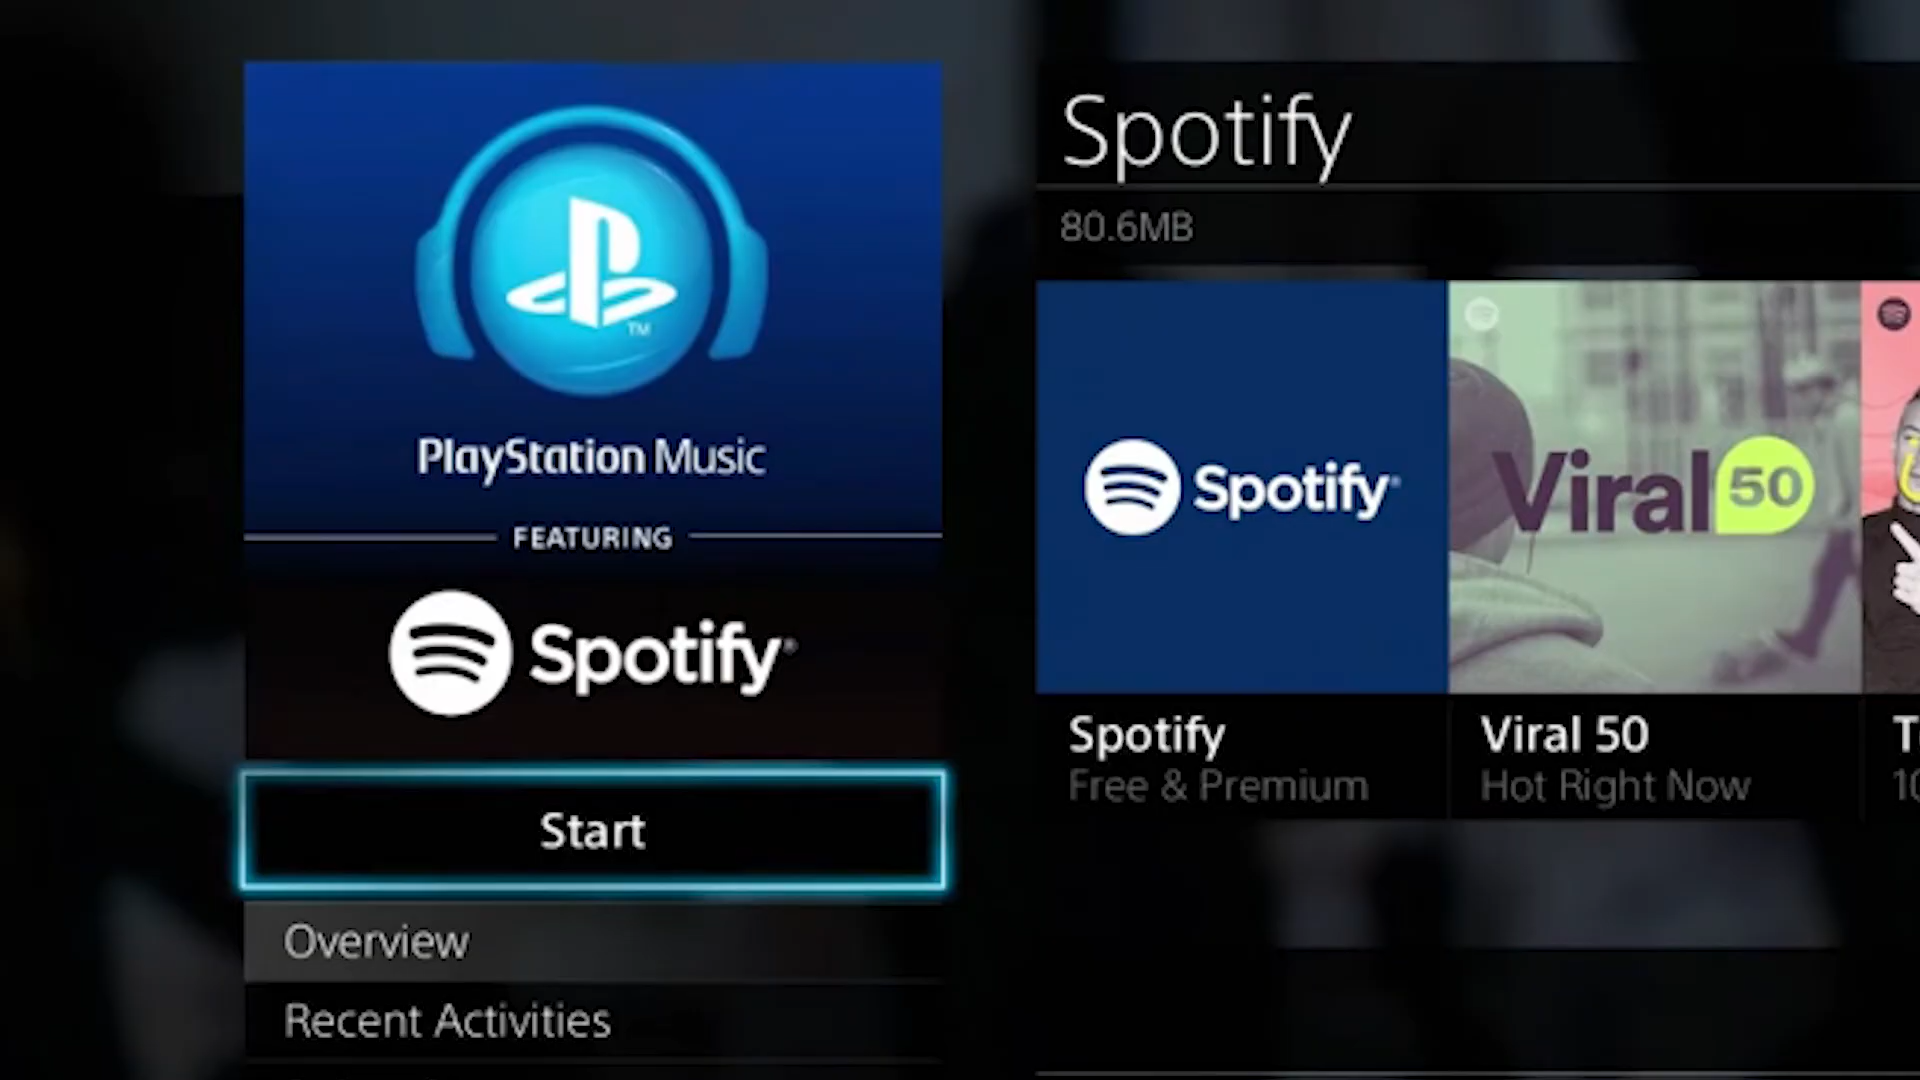 PlayStation Music
FEATURING
Spotify
Start
Overview
Recent Activities
Spotify
80.6MB
Spotify
Viral 50
Spotify
Free & Premium
Viral 50
Hot Right Now